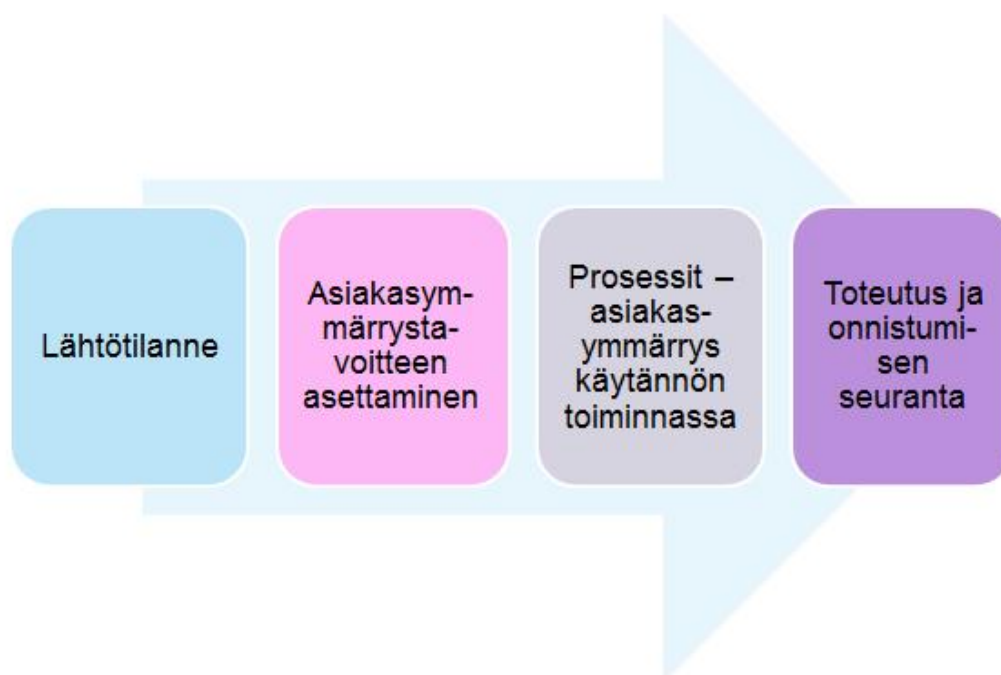 Lähtötilanne
Asiakasym-
märrysta-
voitteen
asettaminen
Prosessit –
asiakas-
ymmärrys
käytännön
toiminnassa
Toteutus ja
onnistumi-
sen
seuranta